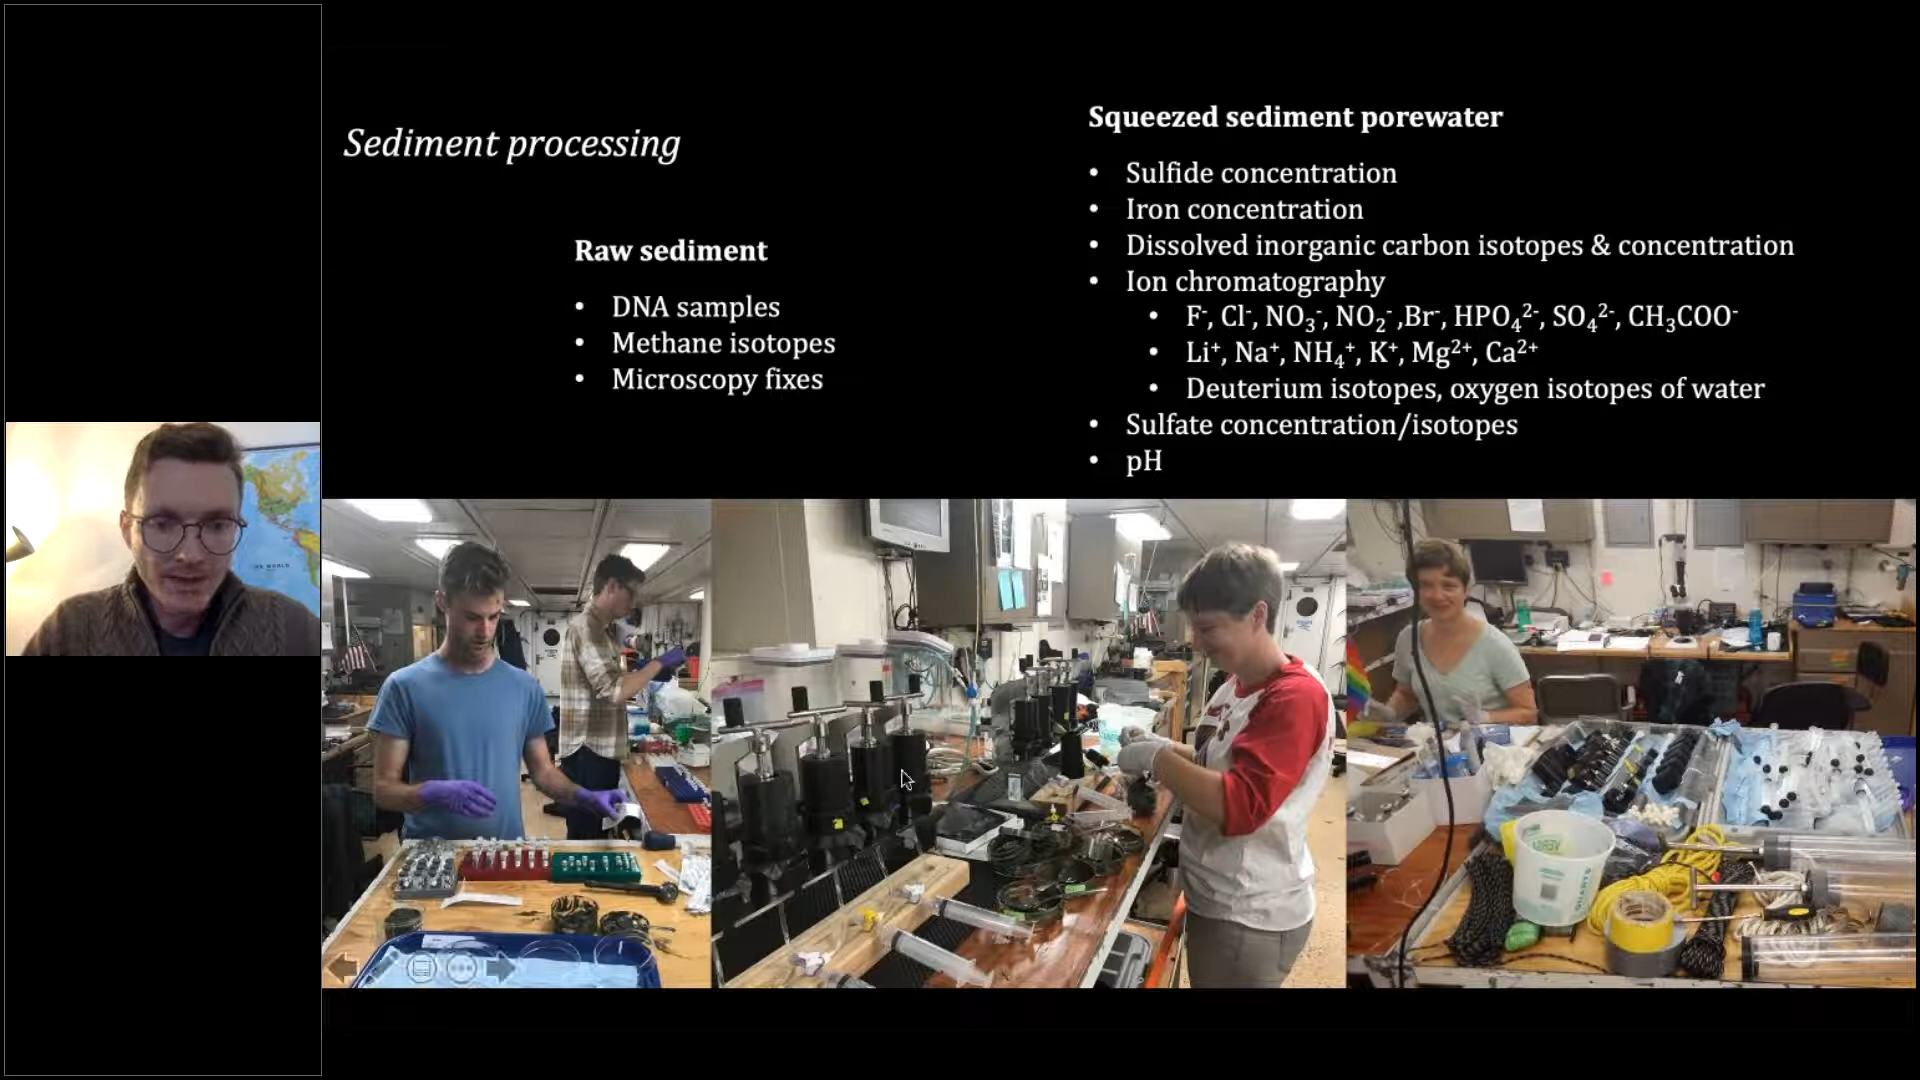 Sediment processing
Raw sediment
• DNA samples
• Methane isotopes
• Microscopy fixes
Squeezed sediment porewater
• Sulfide concentration
• Iron concentration
• Dissolved inorganic carbon isotopes & concentration
• Ion chromatography
• F⁻, Cl⁻, NO₃⁻, NO₂⁻ ,Br⁻, HPO₄²⁻, SO₄²⁻, CH₃COO⁻
• Li⁺, Na⁺, NH₄⁺, K⁺, Mg²⁺, Ca²⁺
• Deuterium isotopes, oxygen isotopes of water
• Sulfate concentration/isotopes
• pH